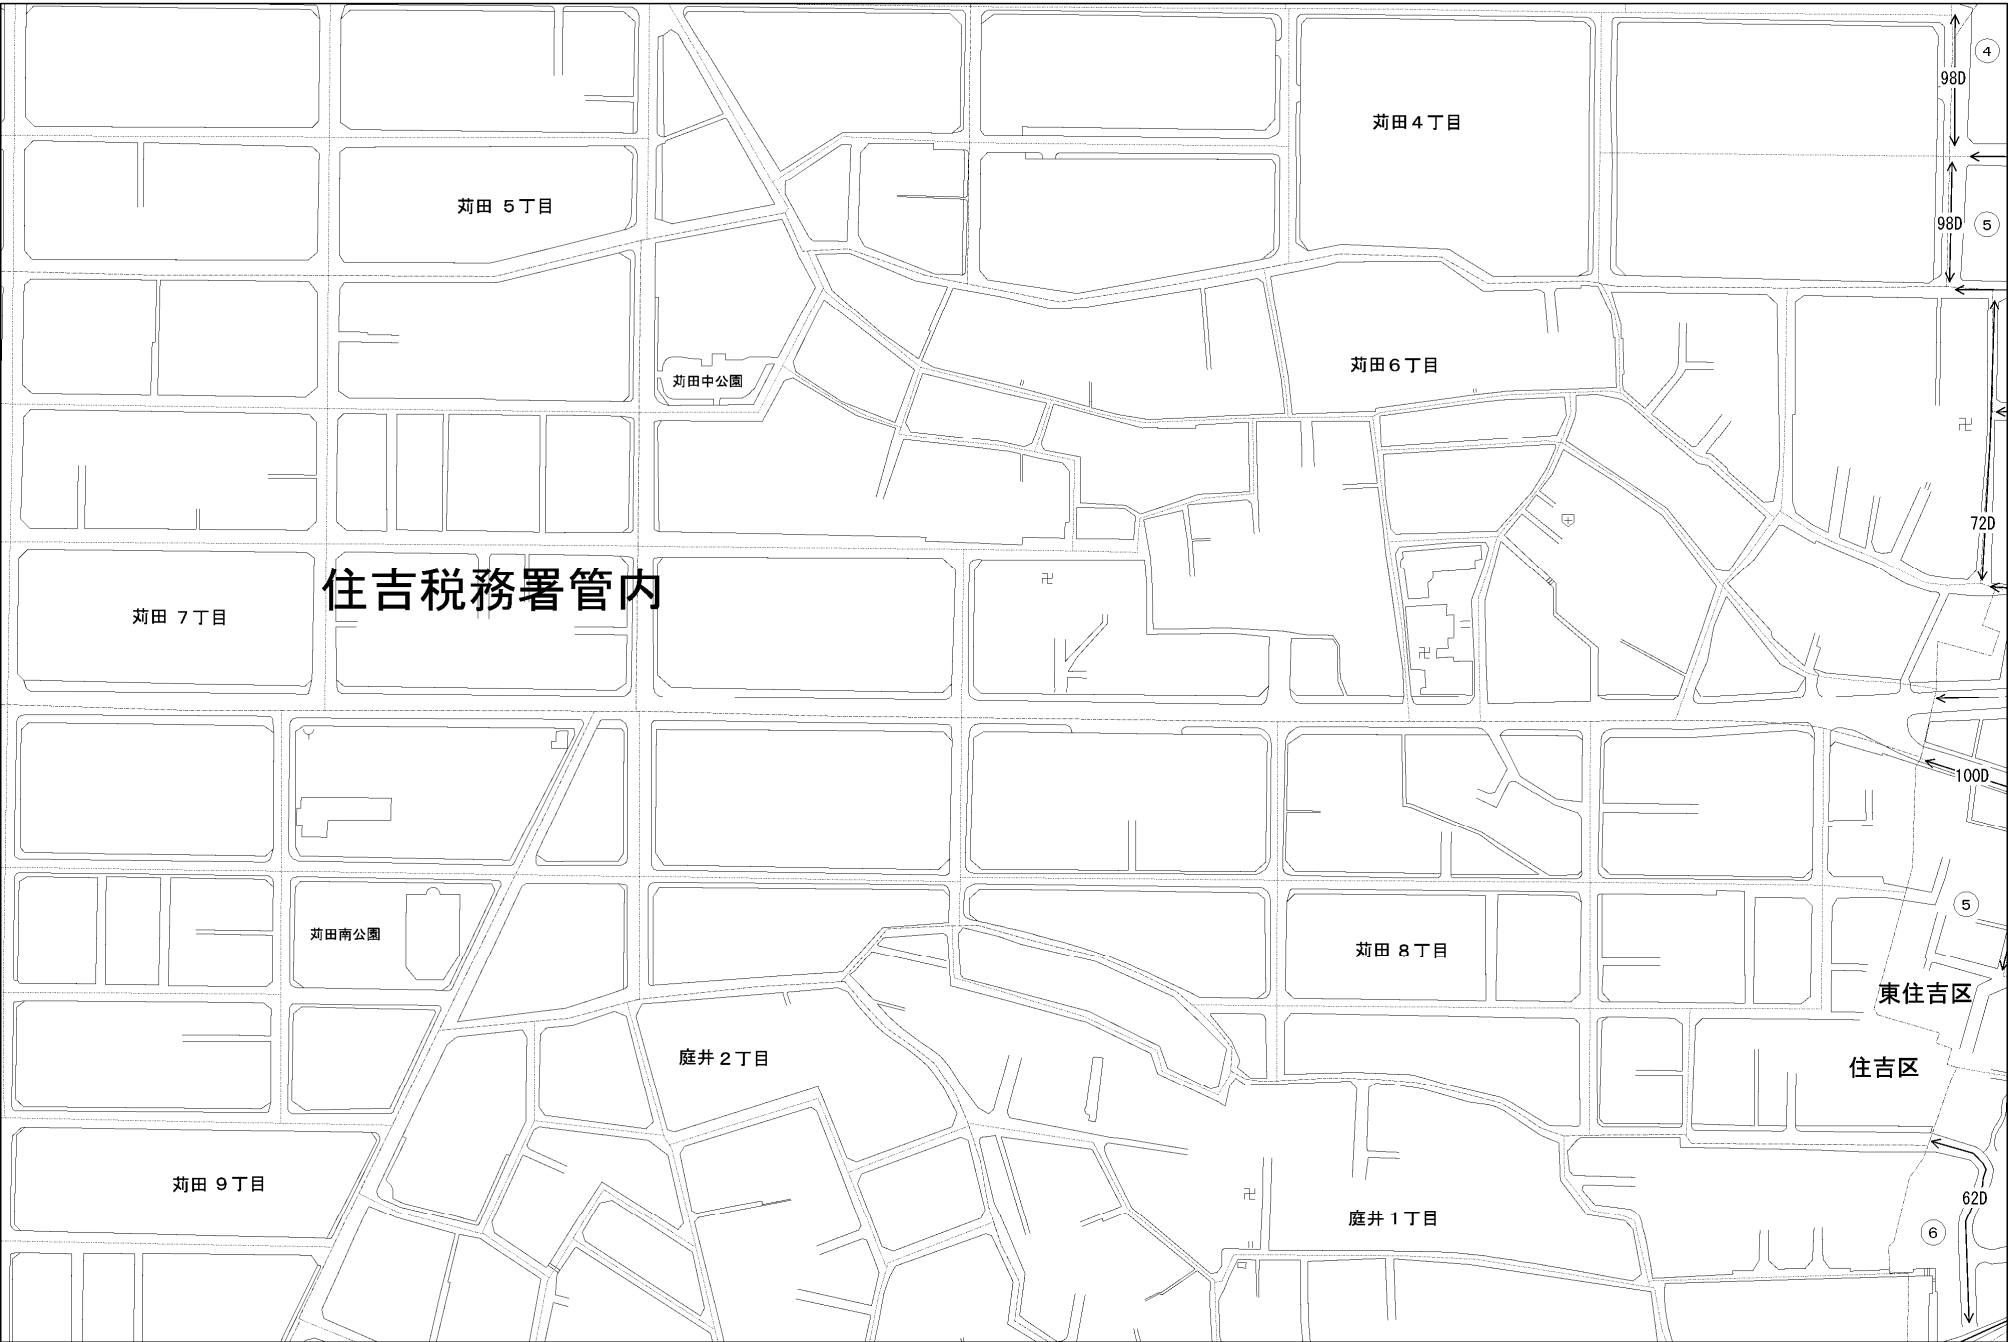 4
98D
苅田4丁目
苅田 5丁目
98D
5
苅田6丁目
苅田中公園
72D
住吉税務署管内
苅田 7丁目
100D
5
苅田南公園
苅田 8丁目
東住吉区
庭井2丁目
住吉区
苅田 9丁目
62D
庭井1丁目
6